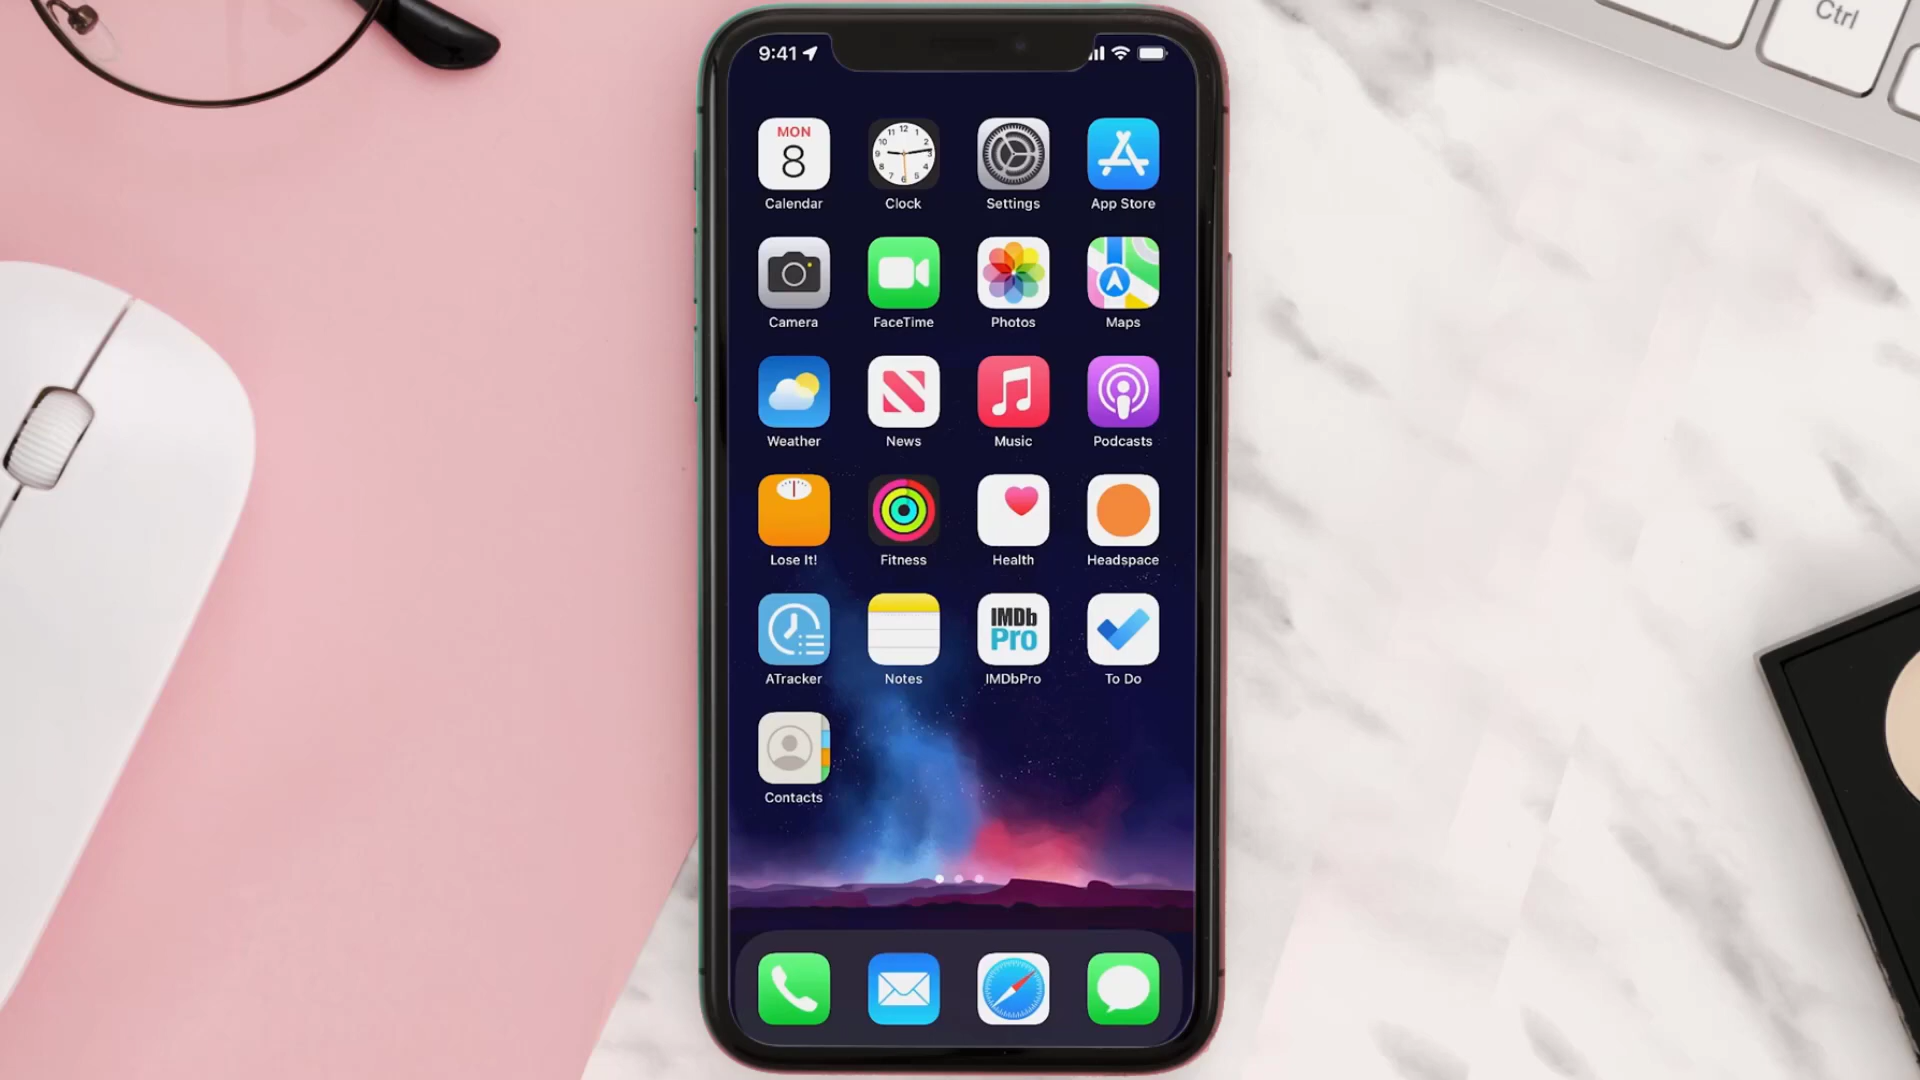 Ctrl
9:41
MON
8
Calendar
Clock
Settings
App Store
Camera
FaceTime
Photos
Maps
Weather
News
Music
Podcasts
Lose It!
Fitness
Health
Headspace
IMDb
Pro
ATracker
Notes
IMDbPro
To Do
Contacts